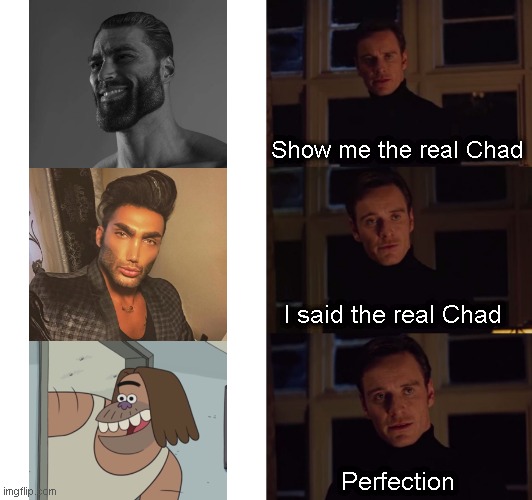 Show me the real Chad
I said the real Chad
Perfection
imgflip.com